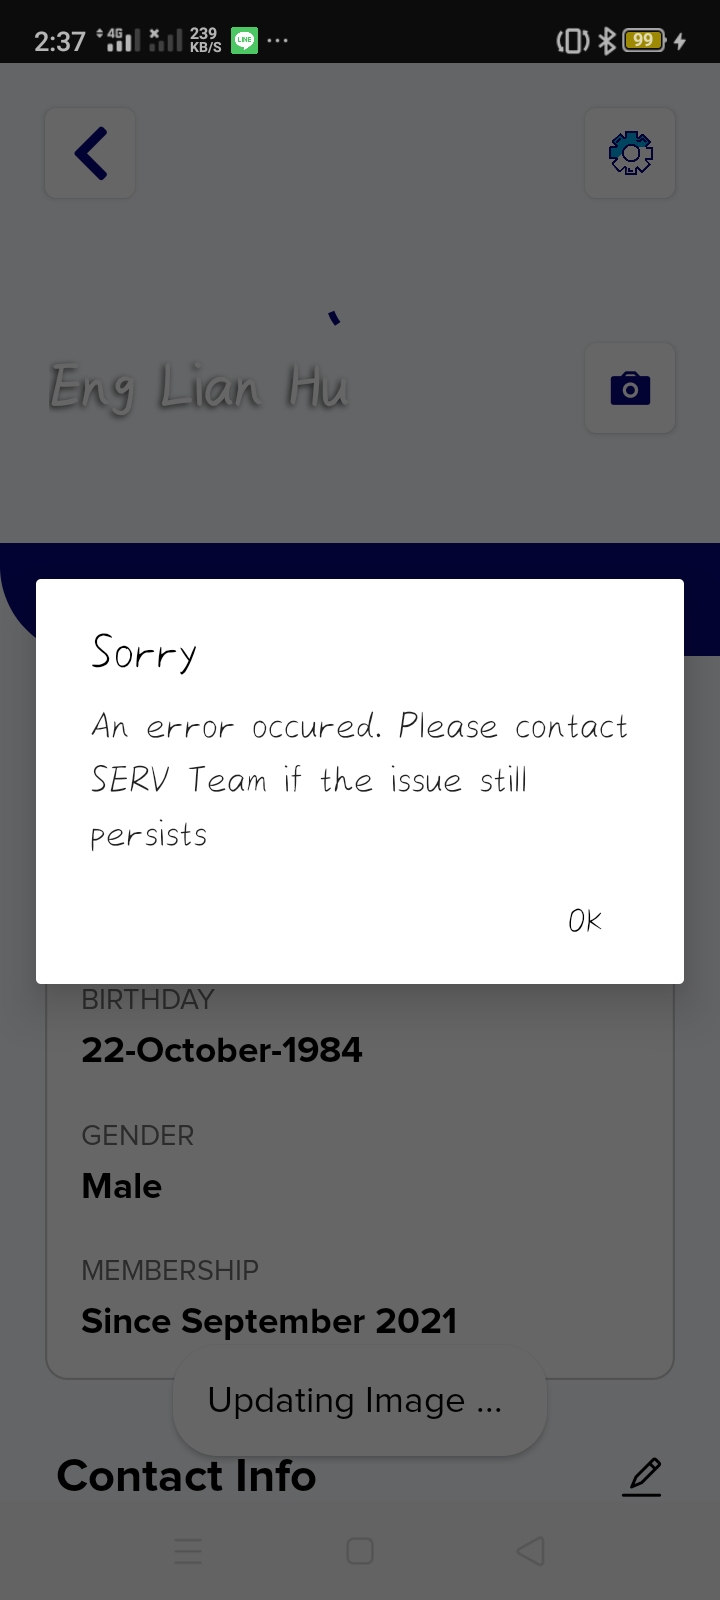 2:37 4G 239 KB/S LINE ... 99
Eng Lian Hu
Sorry
An error occured. Please contact
SERV Team if the issue still
persists
OK
BIRTHDAY
22-October-1984
GENDER
Male
MEMBERSHIP
Since September 2021
Updating Image ...
Contact Info